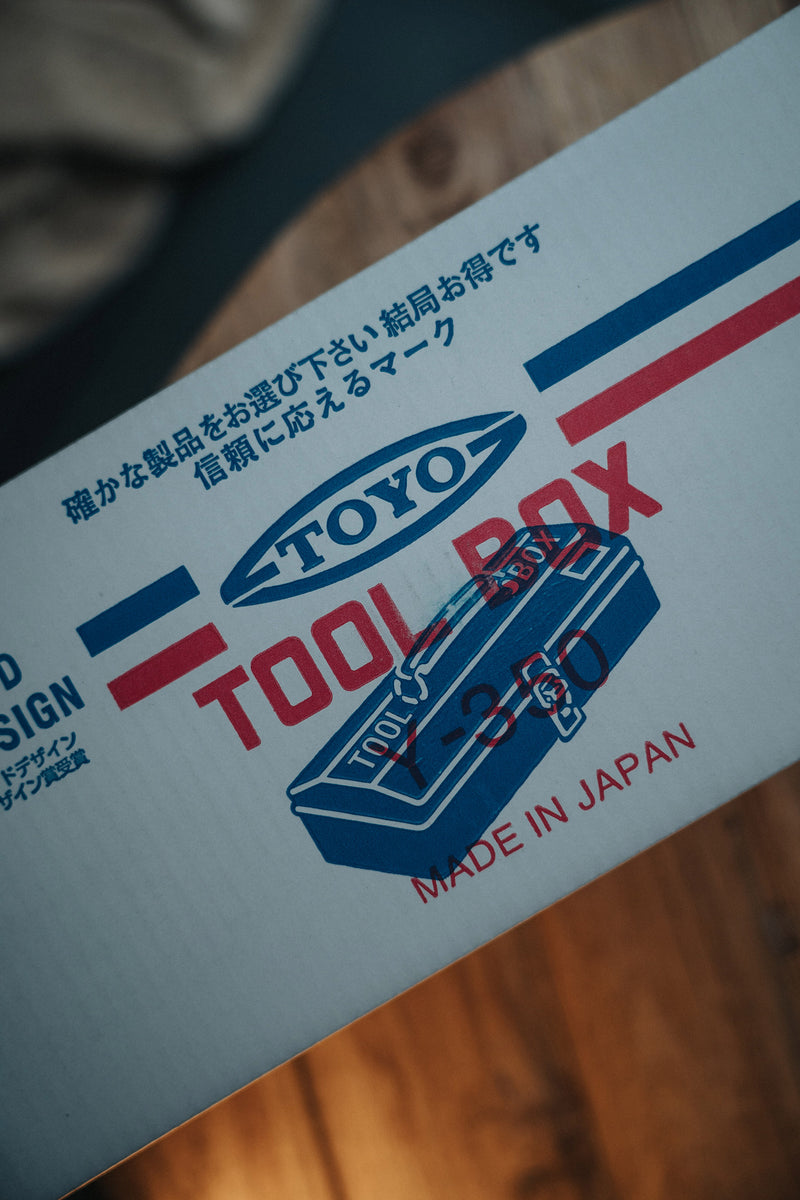 確かな製品をお選び下さい 結局お得です
信頼に応えるマーク
TOYO
TOOL BOX
TOOL BOX
Y-350
MADE IN JAPAN
D
SIGN
ドデザイン
ザイン賞受賞